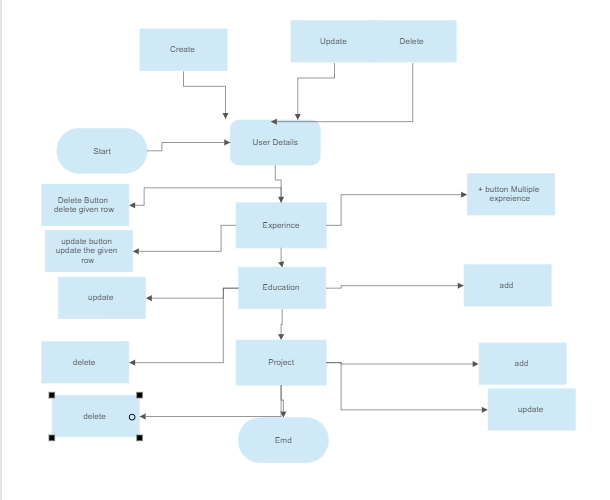 Create
Update
Delete
Start
User Details
Delete Button
delete given row
+ button Multiple
expreience
Experince
update button
update the given
row
Education
add
update
delete
Project
add
delete
update
Emd